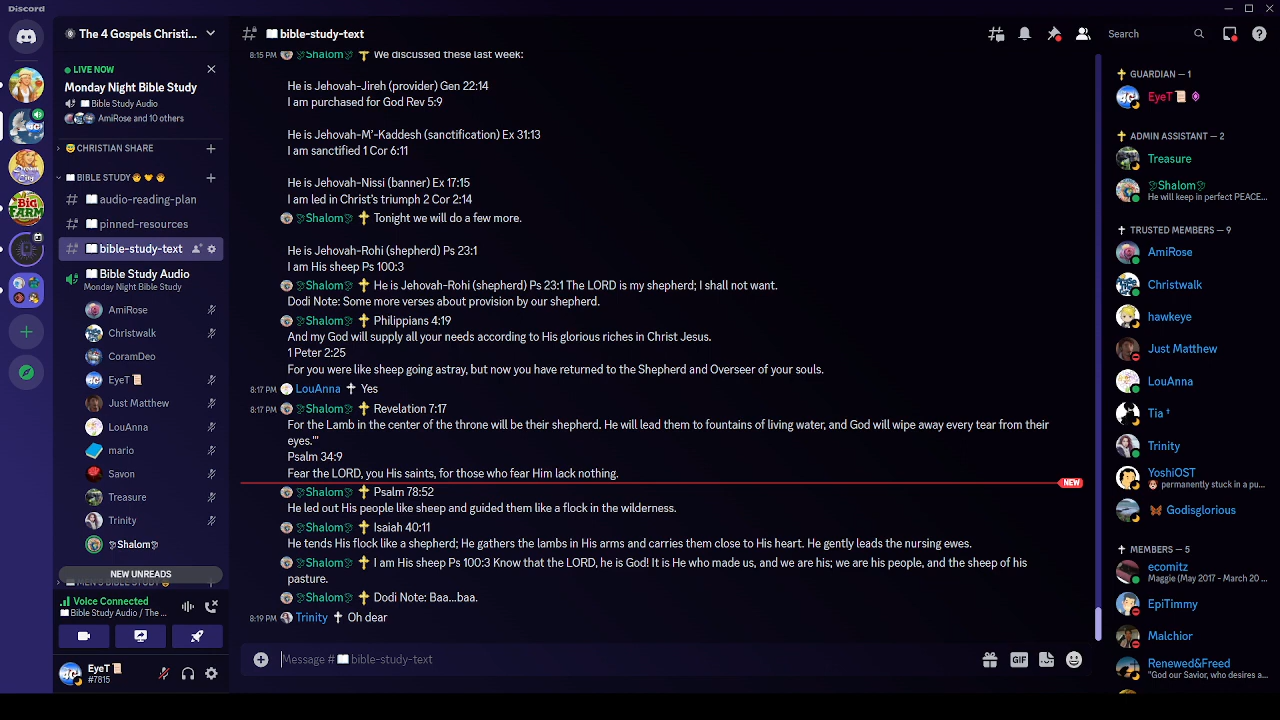 Discord
The 4 Gospels Christi...
LIVE NOW
Monday Night Bible Study
Bible Study Audio
AmiRose and 10 others
CHRISTIAN SHARE
BIBLE STUDY
audio-reading-plan
pinned-resources
bible-study-text
Bible Study Audio
Monday Night Bible Study
AmiRose
Christwalk
CoramDeo
EyeT
Just Matthew
LouAnna
mario
Savon
Treasure
Trinity
Shalom
NEW UNREADS
Voice Connected
Bible Study Audio / The ...
EyeT
#7815
bible-study-text
Search
8:15 PM Shalom We discussed these last week:
He is Jehovah-Jireh (provider) Gen 22:14
I am purchased for God Rev 5:9
He is Jehovah-M'-Kaddesh (sanctification) Ex 31:13
I am sanctified 1 Cor 6:11
He is Jehovah-Nissi (banner) Ex 17:15
I am led in Christ's triumph 2 Cor 2:14
Shalom Tonight we will do a few more.
He is Jehovah-Rohi (shepherd) Ps 23:1
I am His sheep Ps 100:3
Shalom He is Jehovah-Rohi (shepherd) Ps 23:1 The LORD is my shepherd; I shall not want.
Dodi Note: Some more verses about provision by our shepherd.
Shalom Philippians 4:19
And my God will supply all your needs according to His glorious riches in Christ Jesus.
1 Peter 2:25
For you were like sheep going astray, but now you have returned to the Shepherd and Overseer of your souls.
8:17 PM LouAnna Yes
8:17 PM Shalom Revelation 7:17
For the Lamb in the center of the throne will be their shepherd. He will lead them to fountains of living water, and God will wipe away every tear from their
eyes.'"
Psalm 34:9
Fear the LORD, you His saints, for those who fear Him lack nothing.
NEW
Shalom Psalm 78:52
He led out His people like sheep and guided them like a flock in the wilderness.
Shalom Isaiah 40:11
He tends His flock like a shepherd; He gathers the lambs in His arms and carries them close to His heart. He gently leads the nursing ewes.
Shalom I am His sheep Ps 100:3 Know that the LORD, he is God! It is He who made us, and we are his; we are his people, and the sheep of his
pasture.
Shalom Dodi Note: Baa...baa.
8:19 PM Trinity Oh dear
Message # bible-study-text
GIF
GUARDIAN — 1
EyeT
ADMIN ASSISTANT — 2
Treasure
Shalom
He will keep in perfect PEACE...
TRUSTED MEMBERS — 9
AmiRose
Christwalk
hawkeye
Just Matthew
LouAnna
Tia †
Trinity
YoshiOST
permanently stuck in a pu...
Godisglorious
MEMBERS — 5
ecomitz
Maggie (May 2017 - March 20 ...
EpiTimmy
Malchior
Renewed&Freed
"God our Savior, who desires a...